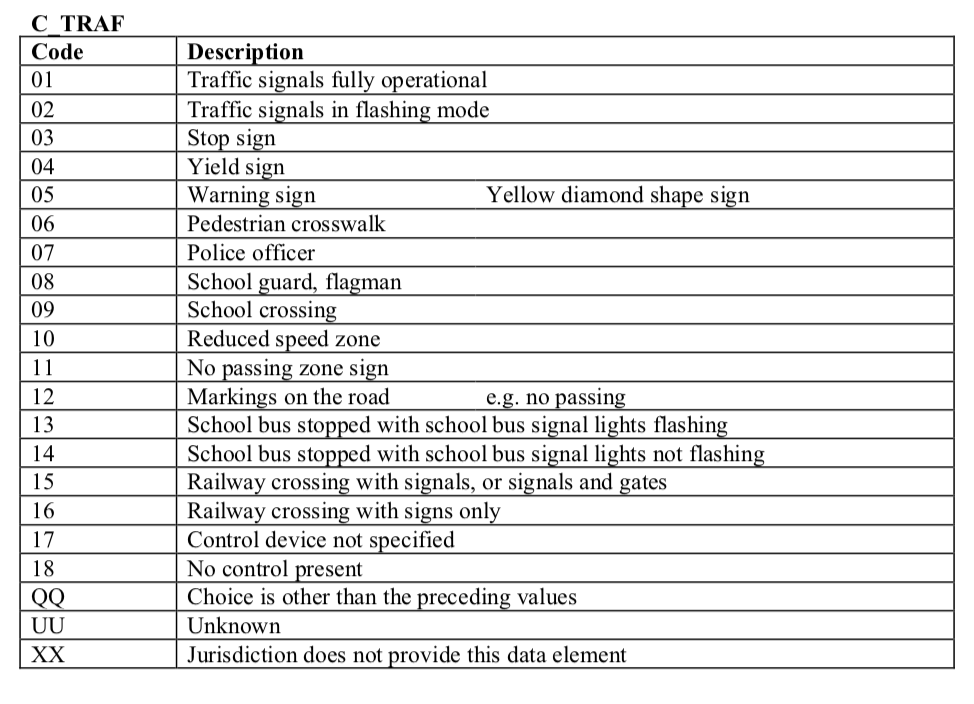 C_TRAF
Code Description
01 Traffic signals fully operational
02 Traffic signals in flashing mode
03 Stop sign
04 Yield sign
05 Warning sign Yellow diamond shape sign
06 Pedestrian crosswalk
07 Police officer
08 School guard, flagman
09 School crossing
10 Reduced speed zone
11 No passing zone sign
12 Markings on the road e.g. no passing
13 School bus stopped with school bus signal lights flashing
14 School bus stopped with school bus signal lights not flashing
15 Railway crossing with signals, or signals and gates
16 Railway crossing with signs only
17 Control device not specified
18 No control present
QQ Choice is other than the preceding values
UU Unknown
XX Jurisdiction does not provide this data element